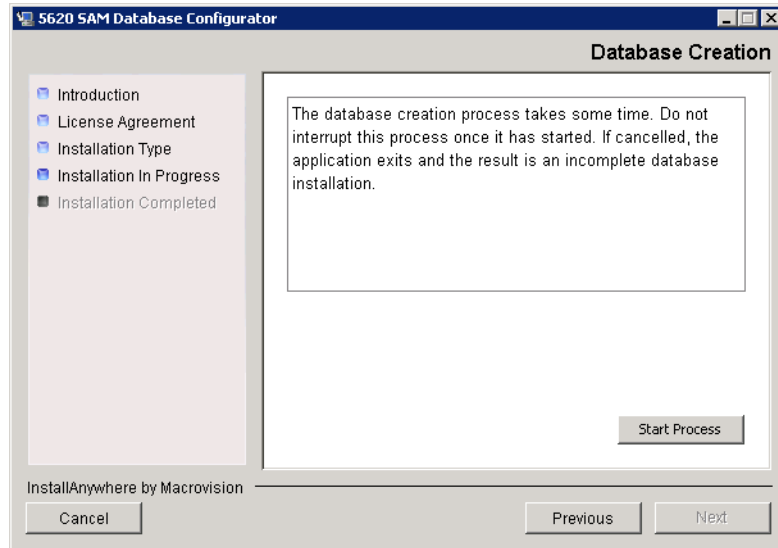 5620 SAM Database Configurator
Database Creation
Introduction
License Agreement
Installation Type
Installation In Progress
Installation Completed
The database creation process takes some time. Do not
interrupt this process once it has started. If cancelled, the
application exits and the result is an incomplete database
installation.
Start Process
InstallAnywhere by Macrovision
Cancel
Previous
Next